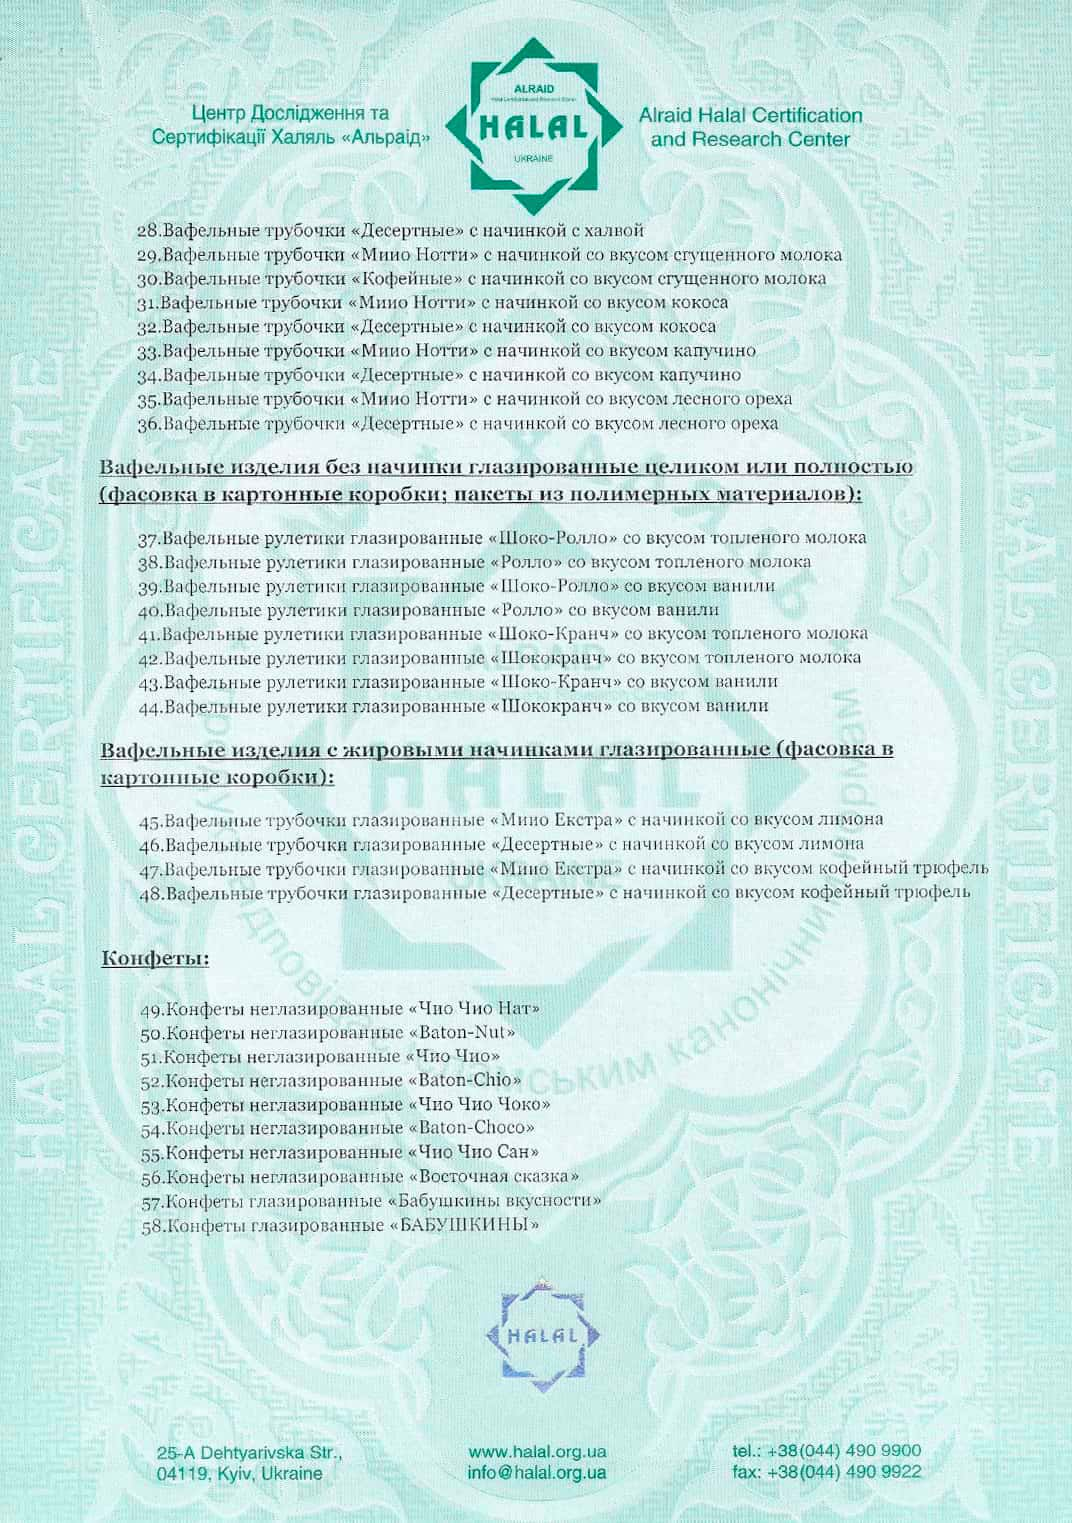 Центр Дослідження та
Сертифікації Халяль «Альраід»
ALRAID
HALAL
UKRAINE
Alraid Halal Certification
and Research Center
28.Вафельные трубочки «Десертные» с начинкой с халвой
29.Вафельные трубочки «Миио Нотти» с начинкой со вкусом сгущенного молока
30.Вафельные трубочки «Кофейные» с начинкой со вкусом сгущенного молока
31.Вафельные трубочки «Миио Нотти» с начинкой со вкусом кокоса
32.Вафельные трубочки «Десертные» с начинкой со вкусом кокоса
33.Вафельные трубочки «Миио Нотти» с начинкой со вкусом капучино
34.Вафельные трубочки «Десертные» с начинкой со вкусом капучино
35.Вафельные трубочки «Миио Нотти» с начинкой со вкусом лесного ореха
36.Вафельные трубочки «Десертные» с начинкой со вкусом лесного ореха
Вафельные изделия без начинки глазированные целиком или полностью
(фасовка в картонные коробки; пакеты из полимерных материалов):
37.Вафельные рулетики глазированные «Шоко-Ролло» со вкусом топленого молока
38.Вафельные рулетики глазированные «Ролло» со вкусом топленого молока
39.Вафельные рулетики глазированные «Шоко-Ролло» со вкусом ванили
40.Вафельные рулетики глазированные «Ролло» со вкусом ванили
41.Вафельные рулетики глазированные «Шоко-Кранч» со вкусом топленого молока
42.Вафельные рулетики глазированные «Шококранч» со вкусом топленого молока
43.Вафельные рулетики глазированные «Шоко-Кранч» со вкусом ванили
44.Вафельные рулетики глазированные «Шококранч» со вкусом ванили
Вафельные изделия с жировыми начинками глазированные (фасовка в
картонные коробки):
45.Вафельные трубочки глазированные «Миио Екстра» с начинкой со вкусом лимона
46.Вафельные трубочки глазированные «Десертные» с начинкой со вкусом лимона
47.Вафельные трубочки глазированные «Миио Екстра» с начинкой со вкусом кофейный трюфель
48.Вафельные трубочки глазированные «Десертные» с начинкой со вкусом кофейный трюфель
Конфеты:
49.Конфеты неглазированные «Чио Чио Нат»
50.Конфеты неглазированные «Baton-Nut»
51.Конфеты неглазированные «Чио Чио»
52.Конфеты неглазированные «Baton-Chio»
53.Конфеты неглазированные «Чио Чио Чоко»
54.Конфеты неглазированные «Baton-Choco»
55.Конфеты неглазированные «Чио Чио Сан»
56.Конфеты неглазированные «Восточная сказка»
57.Конфеты глазированные «Бабушкины вкусности»
58.Конфеты глазированные «БАБУШКИНЫ»
HALAL
25-A Dehtyarivska Str.,
04119, Kyiv, Ukraine
www.halal.org.ua
info@halal.org.ua
tel.: +38(044) 490 9900
fax: +38(044) 490 9922
HALAL CERTIFICATE
HALAL CERTIFICATE
ALRAID
HALAL
UKRAINE